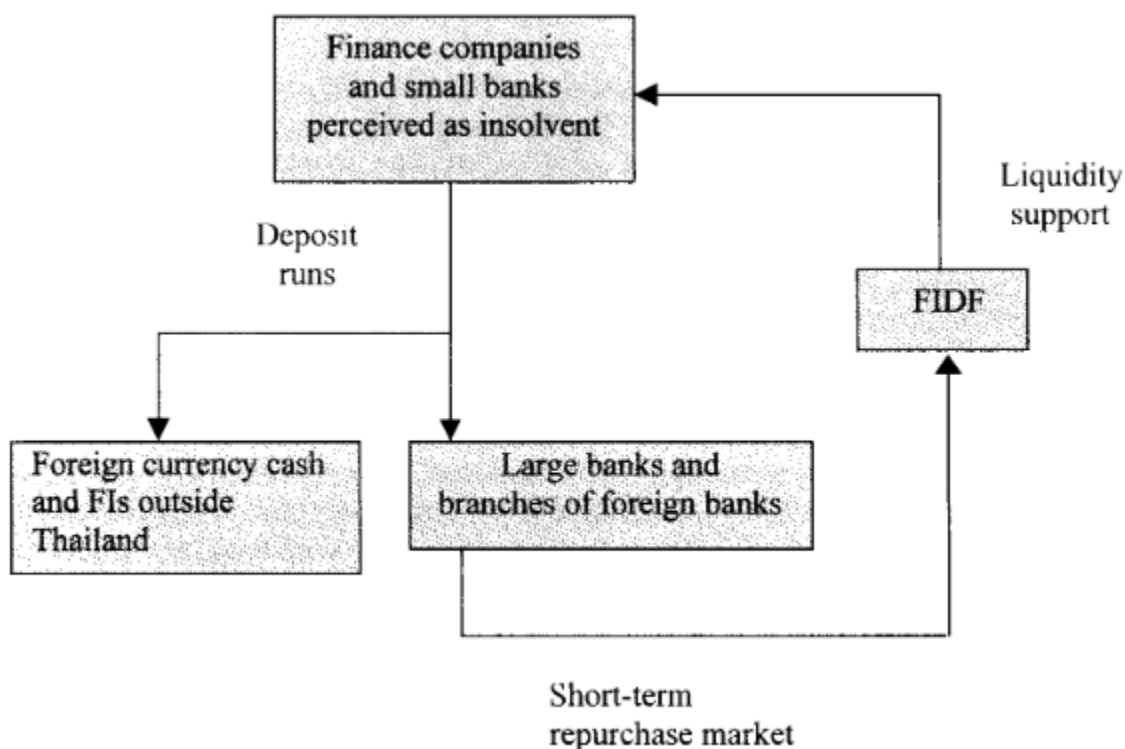 Finance companies
and small banks
perceived as insolvent
Liquidity
support
Deposit
runs
FIDF
Foreign currency cash
and FIs outside
Thailand
Large banks and
branches of foreign banks
Short-term
repurchase market